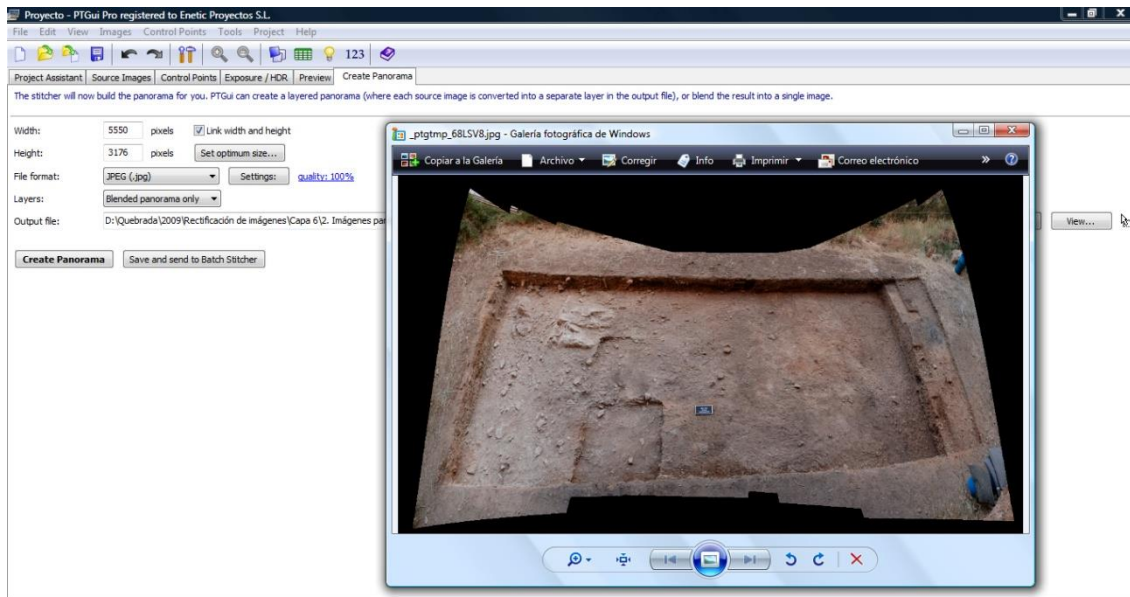 Proyecto - PTGui Pro registered to Enetic Proyectos S.L.
File Edit View Images Control Points Tools Project Help
123
Project Assistant Source Images Control Points Exposure / HDR Preview Create Panorama
The stitcher will now build the panorama for you. PTGui can create a layered panorama (where each source image is converted into a separate layer in the output file), or blend the result into a single image.
Width: 5550 pixels Link width and height
Height: 3176 pixels Set optimum size...
File format: JPEG (.jpg) Settings: quality: 100%
Layers: Blended panorama only
Output file: D:\Quebrada\2009\Rectificación de imágenes\Capa 6\2. Imágenes pa
View...
Create Panorama Save and send to Batch Stitcher
_ptgtmp_68LSV8.jpg - Galería fotográfica de Windows
Copiar a la Galería Archivo Corregir Info Imprimir Correo electrónico »